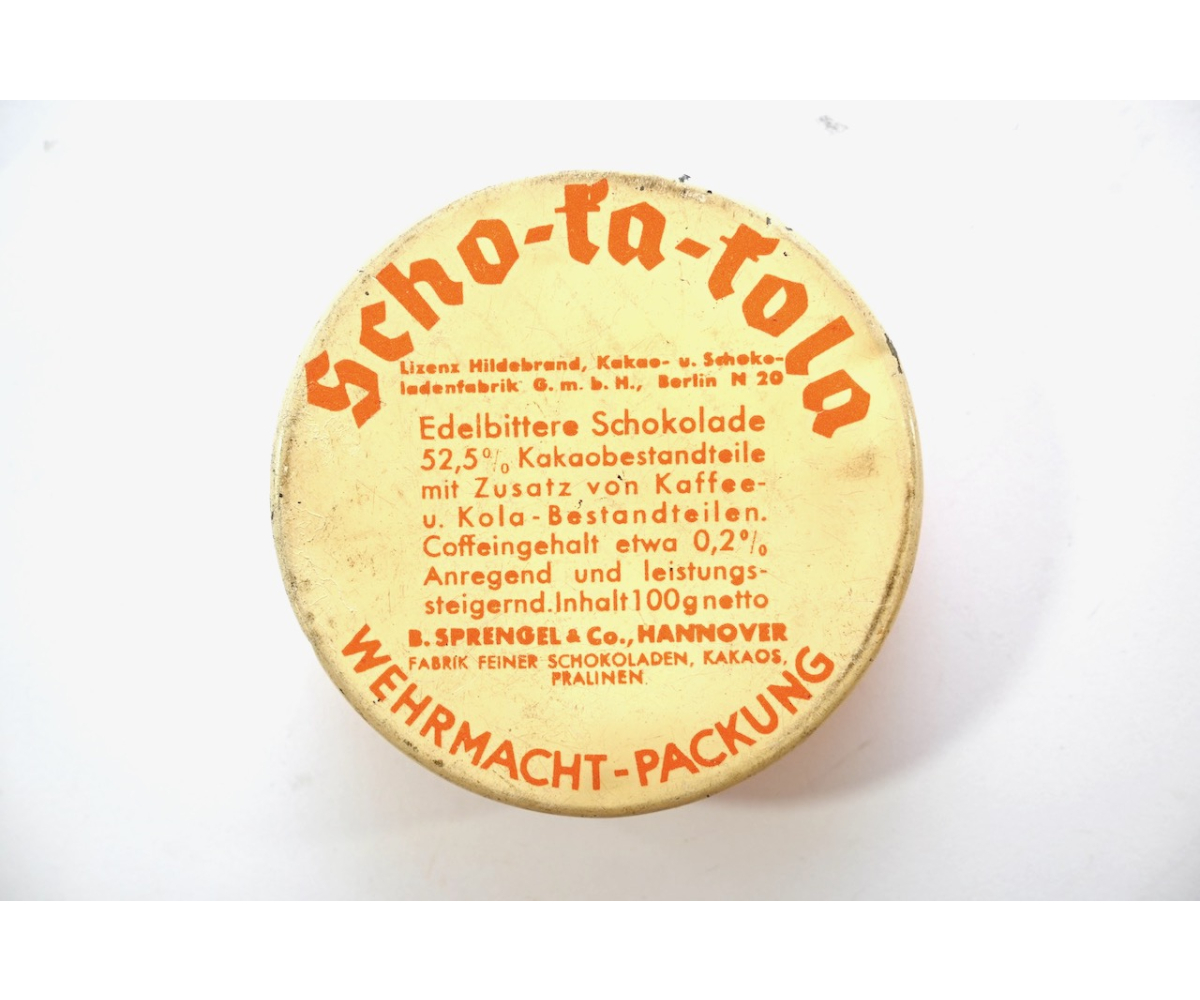 Scho-ka-kola
Lizenz Hildebrand, Kakao- u. Schoko-
ladenfabrik G. m. b. H., Berlin N 20
Edelbittere Schokolade
52,5% Kakaobestandteile
mit Zusatz von Kaffee-
u. Kola-Bestandteilen.
Coffeingehalt etwa 0,2%
Anregend und leistungs-
steigernd. Inhalt 100g netto
B. SPRENGEL & Co., HANNOVER
FABRIK FEINER SCHOKOLADEN, KAKAOS,
PRALINEN.
WEHRMACHT-PACKUNG